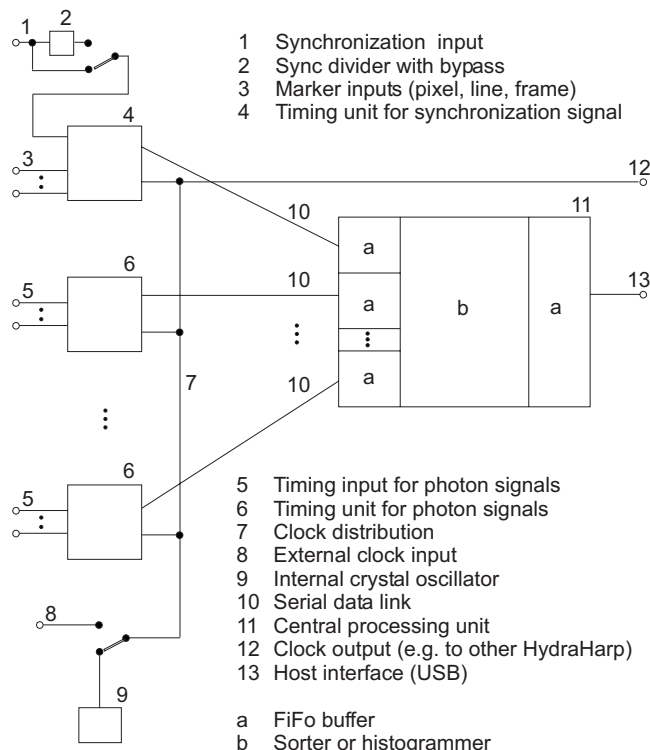 1
2
1 Synchronization input
2 Sync divider with bypass
3 Marker inputs (pixel, line, frame)
4 Timing unit for synchronization signal
4
3
12
10
11
a
6
10
13
5
a
b
a
10
a
7
6
5
5 Timing input for photon signals
6 Timing unit for photon signals
7 Clock distribution
8 External clock input
9 Internal crystal oscillator
10 Serial data link
11 Central processing unit
12 Clock output (e.g. to other HydraHarp)
13 Host interface (USB)
8
9
a FiFo buffer
b Sorter or histogrammer